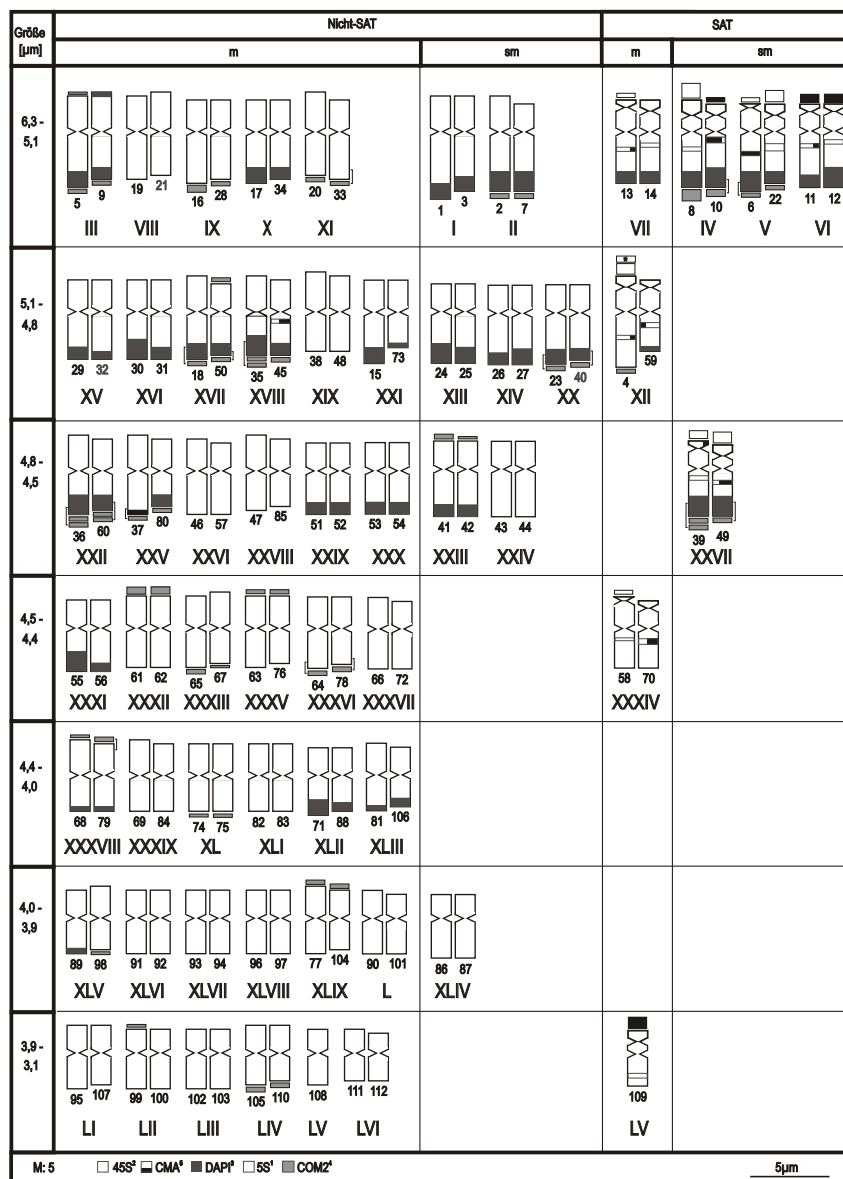 Größe
[µm]
Nicht-SAT
SAT
m
sm
m
sm
6,3 -
5,1
5 9 19 21 16 28 17 34 20 33 1 3 2 7 13 14 8 10 6 22 11 12
III VIII IX X XI I II VII IV V VI
5,1 -
4,8
29 32 30 31 18 50 35 45 38 48 15 73 24 25 26 27 23 40 4 59
XV XVI XVII XVIII XIX XXI XIII XIV XX XII
4,8 -
4,5
36 60 37 80 46 57 47 85 51 52 53 54 41 42 43 44 39 49
XXII XXV XXVI XXVIII XXIX XXX XXIII XXIV XXVII
4,5 -
4,4
55 56 61 62 65 67 63 76 64 78 66 72 58 70
XXXI XXXII XXXIII XXXV XXXVI XXXVII XXXIV
4,4 -
4,0
68 79 69 84 74 75 82 83 71 88 81 106
XXXVIII XXXIX XL XLI XLII XLIII
4,0 -
3,9
89 98 91 92 93 94 96 97 77 104 90 101 86 87
XLV XLVI XLVII XLVIII XLIX L XLIV
3,9 -
3,1
95 107 99 100 102 103 105 110 108 111 112 109
LI LII LIII LIV LV LVI LV
M: 5 45S² CMA⁵ DAPI³ 5S¹ COM2⁴ 5µm